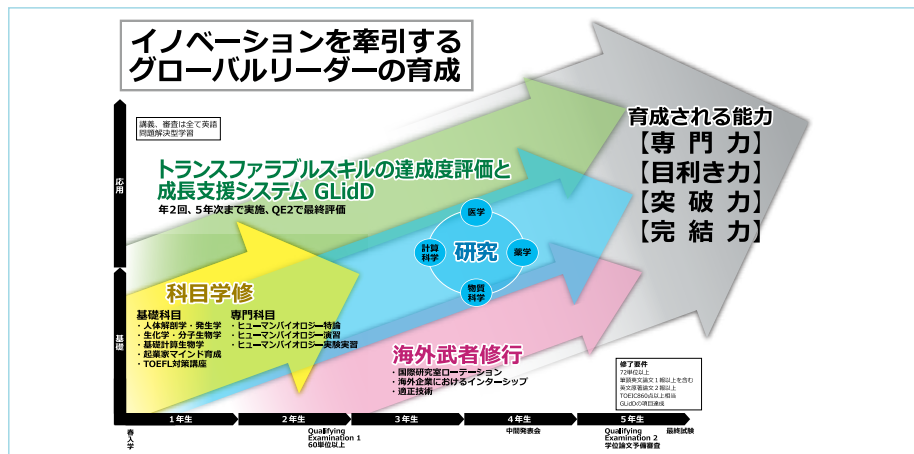 イノベーションを牽引する
グローバルリーダーの育成
講義、審査は全て英語
問題解決型学習
育成される能力
【専門力】
【目利き力】
【突破力】
【完結力】
応用
トランスファラブルスキルの達成度評価と
成長支援システム GLidD
年2回、5年次まで実施、QE2で最終評価
医学
計算
科学
研究
薬学
物質
科学
基礎
科目学修
基礎科目
・人体解剖学・発生学
・生化学・分子生物学
・基礎計算生物学
・起業家マインド育成
・TOEFL対策講座
専門科目
・ヒューマンバイオロジー特論
・ヒューマンバイオロジー演習
・ヒューマンバイオロジー実験実習
海外武者修行
・国際研究室ローテーション
・海外企業におけるインターシップ
・適正技術
修了要件
72単位以上
単著英文論文1報以上を含む
英文原著論文2報以上
TOEIC860点以上相当
GLidDの項目達成
1年生
2年生
3年生
4年生
5年生
春入学
Qualifying
Examination 1
60単位以上
中間発表会
Qualifying
Examination 2
学位論文予備審査
最終試験